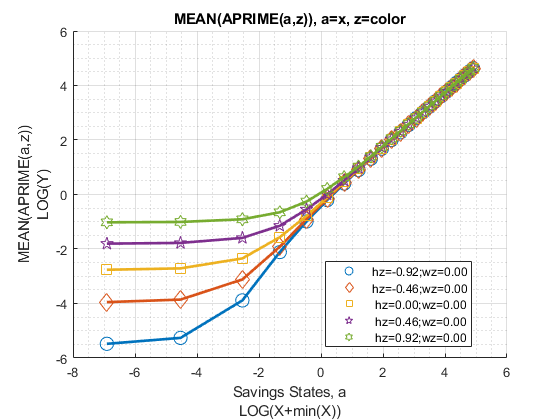 MEAN(APRIME(a,z)), a=x, z=color
6
4
2
0
-2
-4
-6
MEAN(APRIME(a,z))
LOG(Y)
hz=-0.92;wz=0.00
hz=-0.46;wz=0.00
hz=0.00;wz=0.00
hz=0.46;wz=0.00
hz=0.92;wz=0.00
-8
-6
-4
-2
0
2
4
6
Savings States, a
LOG(X+min(X))